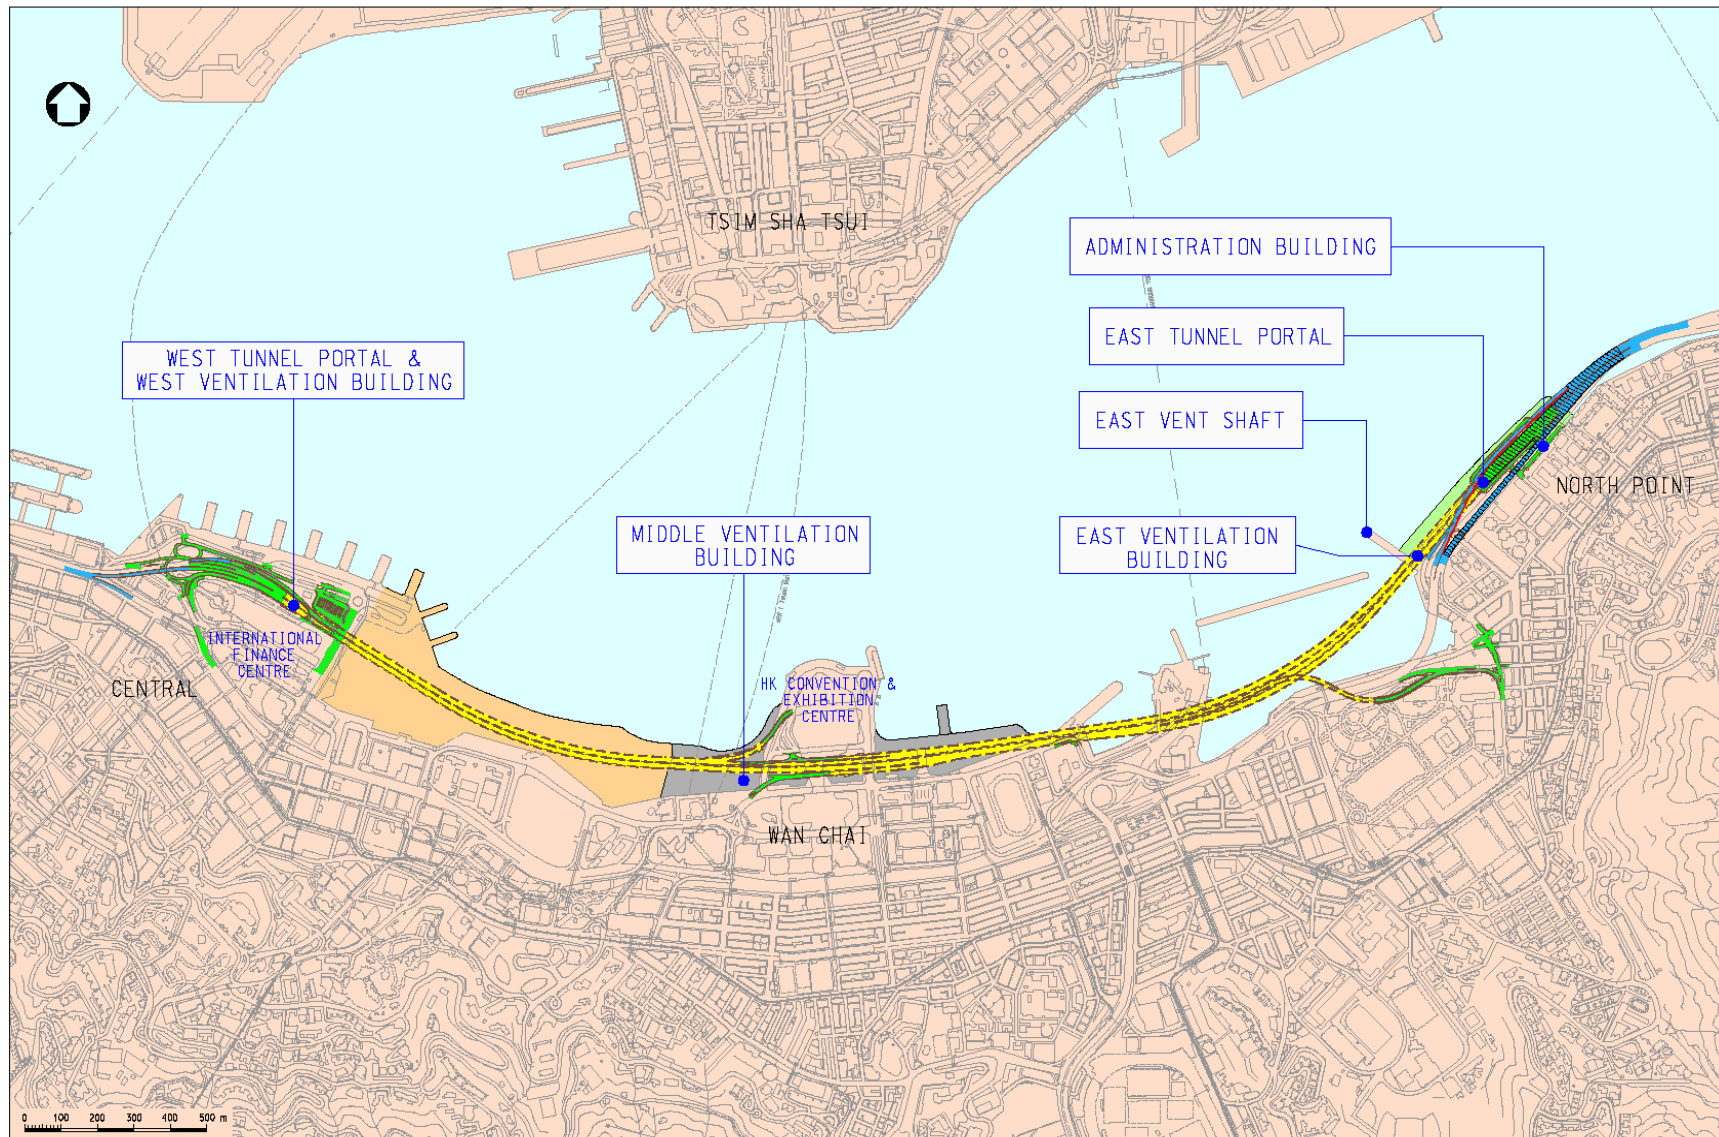 TSIM SHA TSUI
ADMINISTRATION BUILDING
EAST TUNNEL PORTAL
WEST TUNNEL PORTAL &
WEST VENTILATION BUILDING
EAST VENT SHAFT
NORTH POINT
MIDDLE VENTILATION
BUILDING
EAST VENTILATION
BUILDING
INTERNATIONAL
FINANCE
CENTRE
CENTRAL
HK CONVENTION &
EXHIBITION
CENTRE
WAN CHAI
0 100 200 300 400 500 m